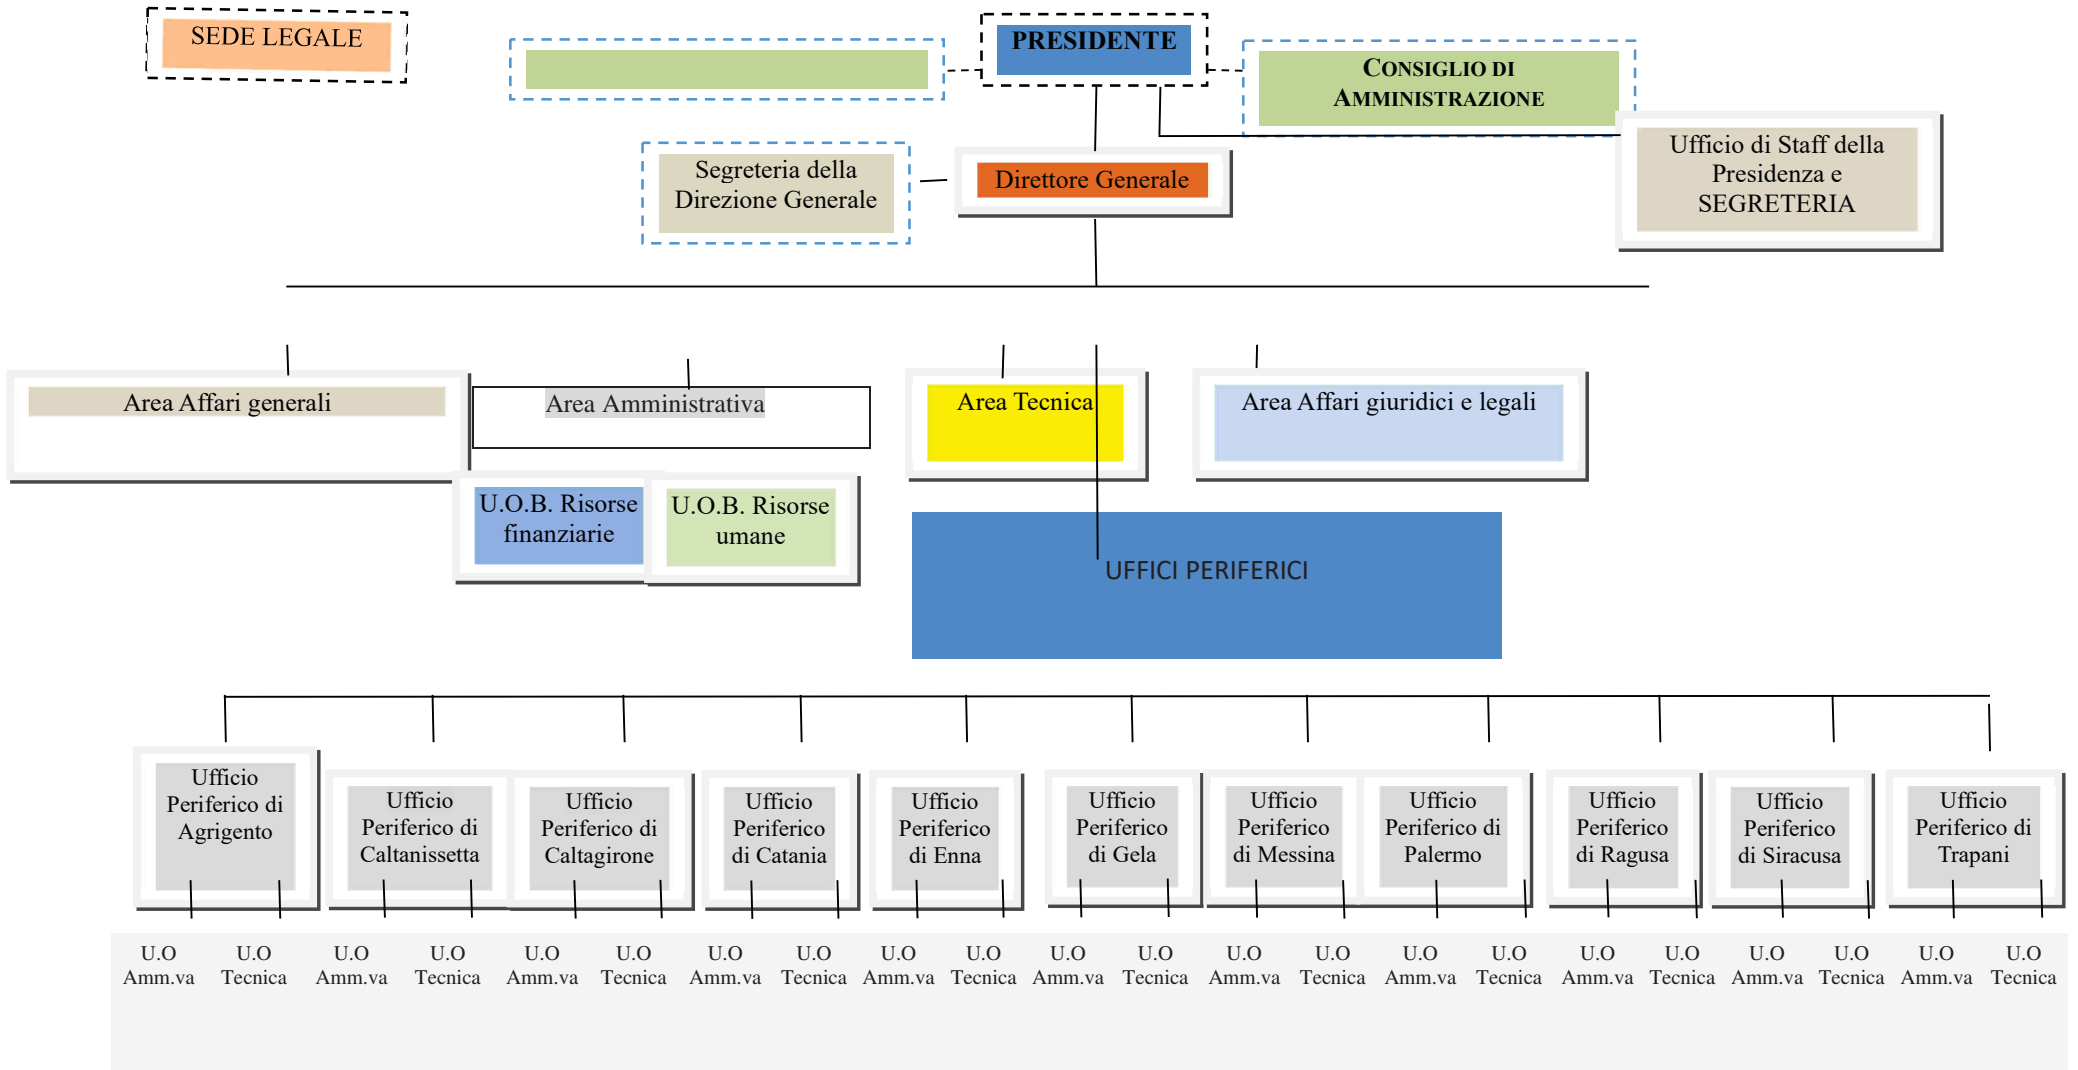 SEDE LEGALE
PRESIDENTE
CONSIGLIO DI
AMMINISTRAZIONE
Segreteria della
Direzione Generale
Direttore Generale
Ufficio di Staff della
Presidenza e
SEGRETERIA
Area Affari generali
Area Amministrativa
Area Tecnica
Area Affari giuridici e legali
U.O.B. Risorse
finanziarie
U.O.B. Risorse
umane
UFFICI PERIFERICI
Ufficio
Periferico di
Agrigento
Ufficio
Periferico di
Caltanissetta
Ufficio
Periferico di
Caltagirone
Ufficio
Periferico
di Catania
Ufficio
Periferico
di Enna
Ufficio
Periferico
di Gela
Ufficio
Periferico
di Messina
Ufficio
Periferico di
Palermo
Ufficio
Periferico
di Ragusa
Ufficio
Periferico
di Siracusa
Ufficio
Periferico di
Trapani
U.O
Amm.va
U.O
Tecnica
U.O
Amm.va
U.O
Tecnica
U.O
Amm.va
U.O
Tecnica
U.O
Amm.va
U.O
Tecnica
U.O
Amm.va
U.O
Tecnica
U.O
Amm.va
U.O
Tecnica
U.O
Amm.va
U.O
Tecnica
U.O
Amm.va
U.O
Tecnica
U.O
Amm.va
U.O
Tecnica
U.O
Amm.va
U.O
Tecnica
U.O
Amm.va
U.O
Tecnica